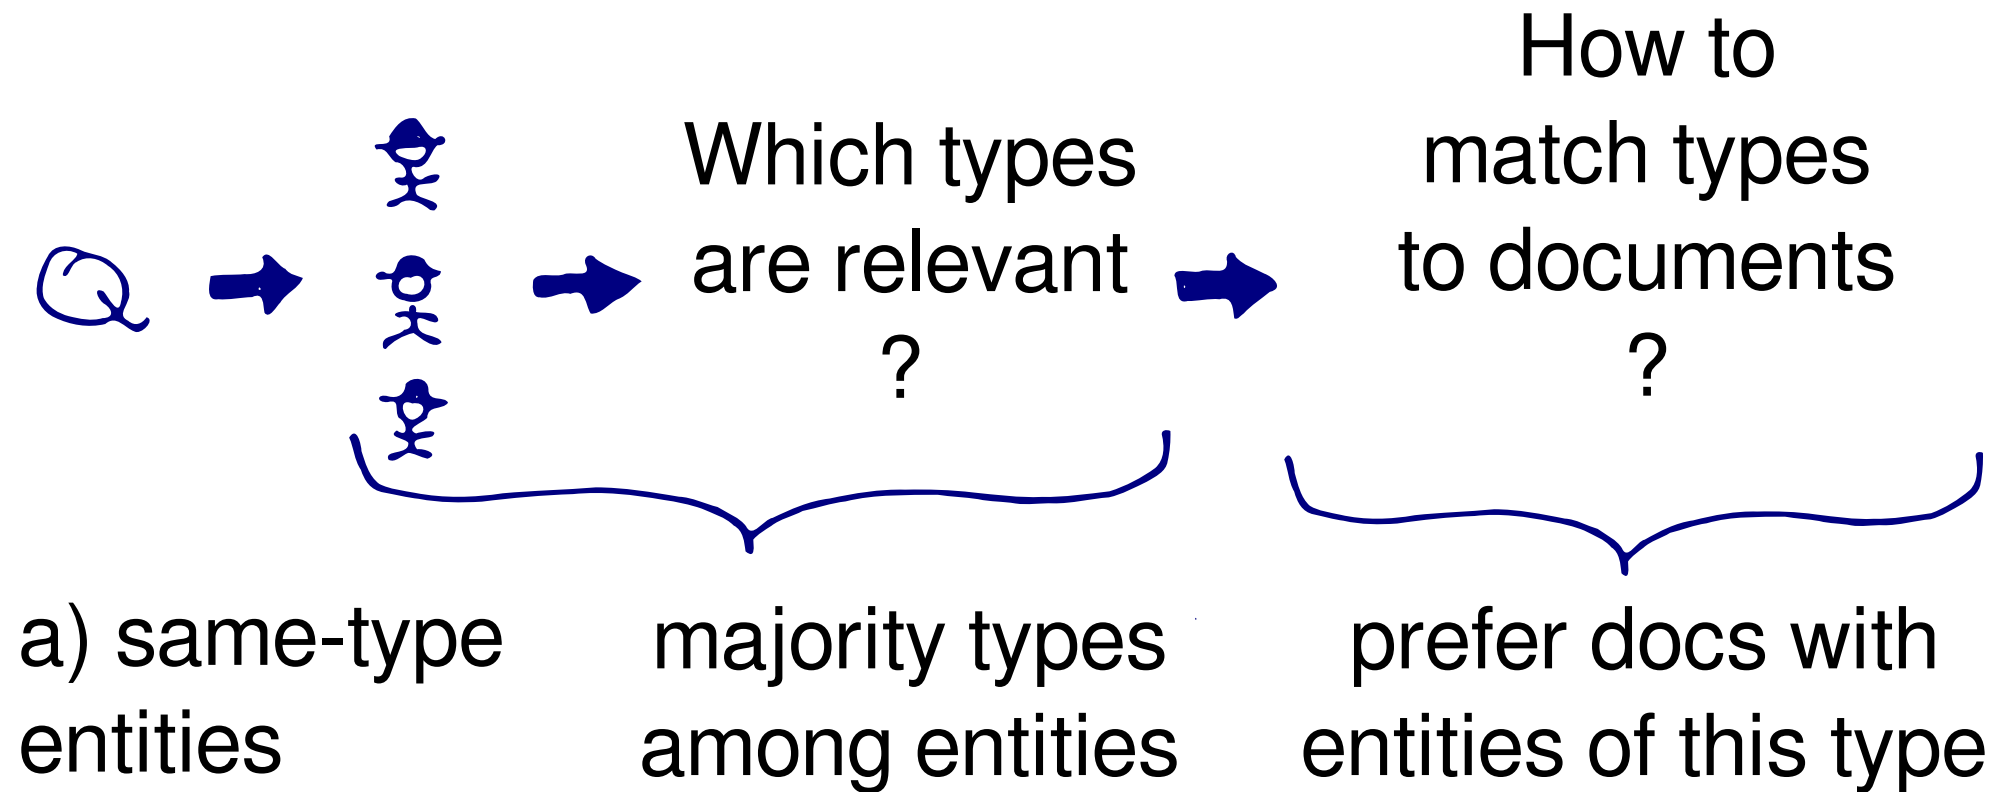 Q
Which types
are relevant
?
How to
match types
to documents
?
a) same-type
entities
majority types
among entities
prefer docs with
entities of this type